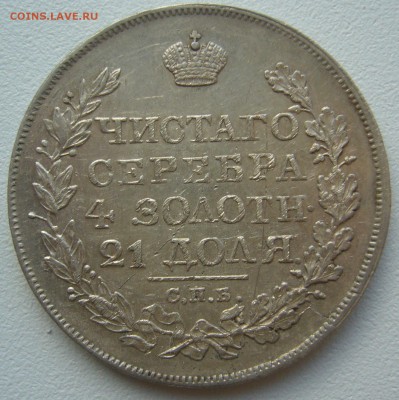 COINS.LAVE.RU
ЧИСТАГО
СЕРЕБРА
4 ЗОЛОТН.
21 ДОЛЯ
С.П.Б.